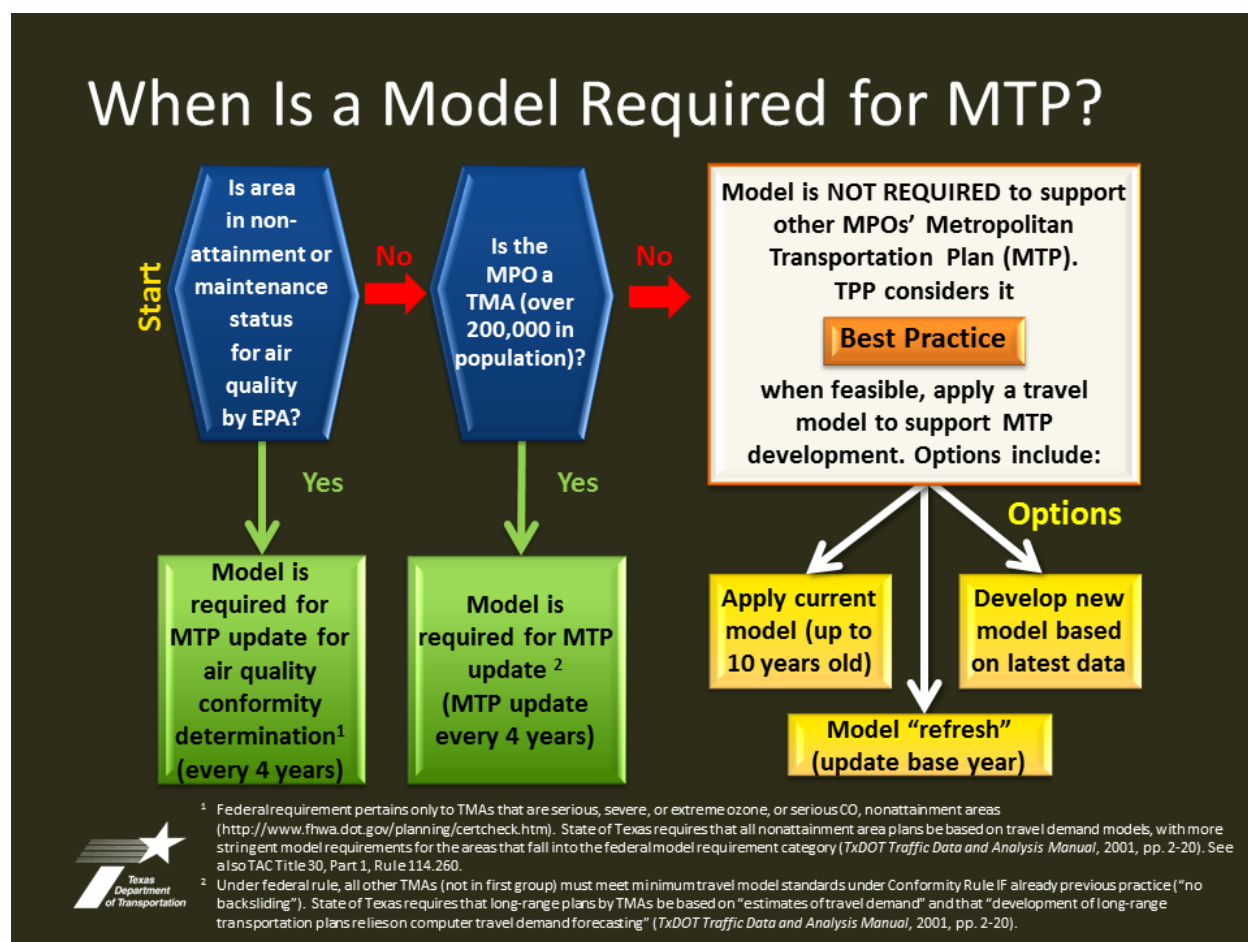 When Is a Model Required for MTP?
Start
Is area
in non-
attainment or
maintenance
status
for air
quality
by EPA?
No
Is the
MPO a
TMA (over
200,000 in
population)?
No
Model is NOT REQUIRED to support
other MPOs’ Metropolitan
Transportation Plan (MTP).
TPP considers it
Best Practice
when feasible, apply a travel
model to support MTP
development. Options include:
Yes
Yes
Options
Model is
required for
MTP update for
air quality
conformity
determination¹
(every 4 years)
Model is
required for MTP
update ²
(MTP update
every 4 years)
Apply current
model (up to
10 years old)
Develop new
model based
on latest data
Model “refresh”
(update base year)
¹ Federal requirement pertains only to TMAs that are serious, severe, or extreme ozone, or serious CO, nonattainment areas
(http://www.fhwa.dot.gov/planning/certcheck.htm). State of Texas requires that all nonattainment area plans be based on travel demand models, with more
stringent model requirements for the areas that fall into the federal model requirement category (TxDOT Traffic Data and Analysis Manual, 2001, pp. 2-20). See
also TAC Title 30, Part 1, Rule 114.260.
² Under federal rule, all other TMAs (not in first group) must meet minimum travel model standards under Conformity Rule IF already previous practice (“no
backsliding”). State of Texas requires that long-range plans by TMAs be based on “estimates of travel demand” and that “development of long-range
transportation plans relies on computer travel demand forecasting” (TxDOT Traffic Data and Analysis Manual, 2001, pp. 2-20).
Texas
Department
of Transportation